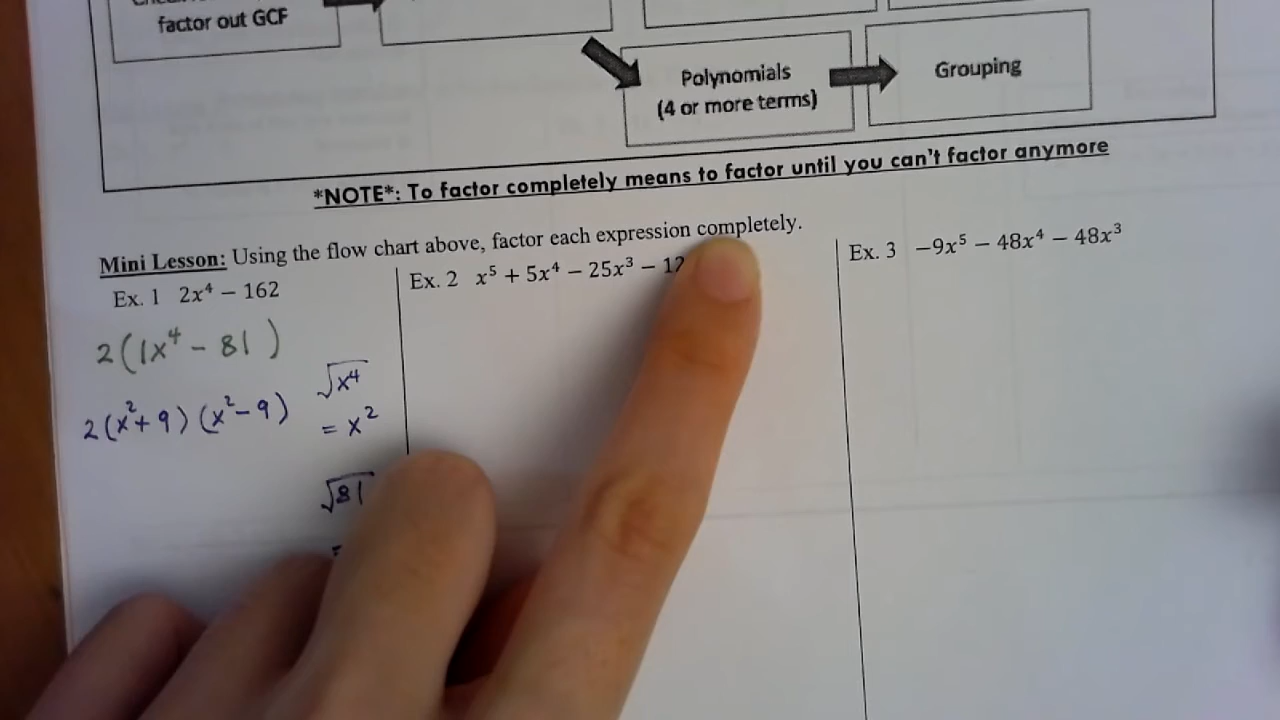 factor out GCF
Polynomials
(4 or more terms)
Grouping
*NOTE*: To factor completely means to factor until you can't factor anymore
Mini Lesson: Using the flow chart above, factor each expression completely.
Ex. 1 2x⁴ − 162
2(1x⁴ - 81)
2(x²+9)(x²-9)
√x⁴
= x²
√81
=
Ex. 2 x⁵ + 5x⁴ − 25x³ − 12
Ex. 3 −9x⁵ − 48x⁴ − 48x³